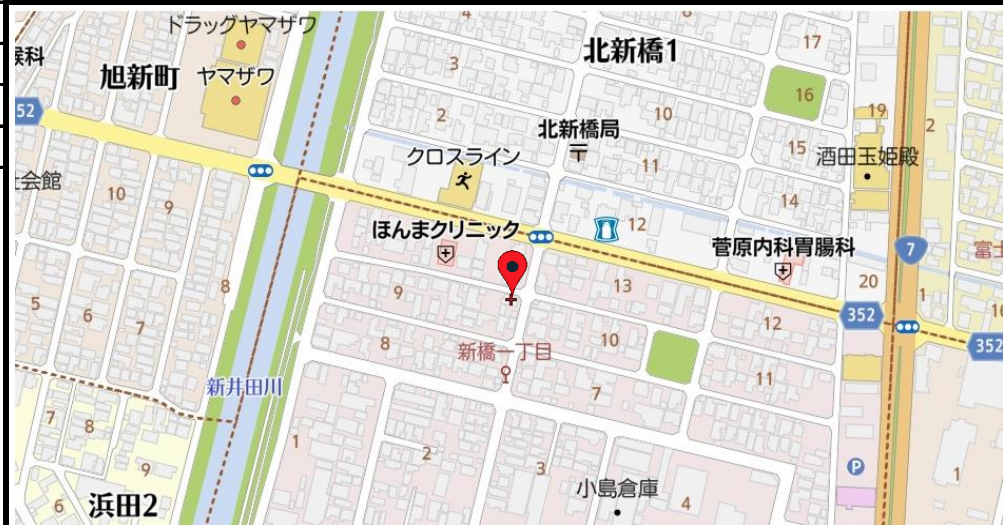 ドラッグヤマザワ
4
17
北新橋1
3
旭新町
ヤマザワ
16
52
2
10
19
2
北新橋局
11
15
酒田玉姫殿
クロスライン
会館
10
9
14
12
ほんまクリニック
菅原内科胃腸科
7
8
13
20
1
5
6
7
9
352
12
352
16
8
新橋一丁目
10
11
新井田川
7
7
8
1
2
9
3
小島倉庫
P
1
6
浜田2
4